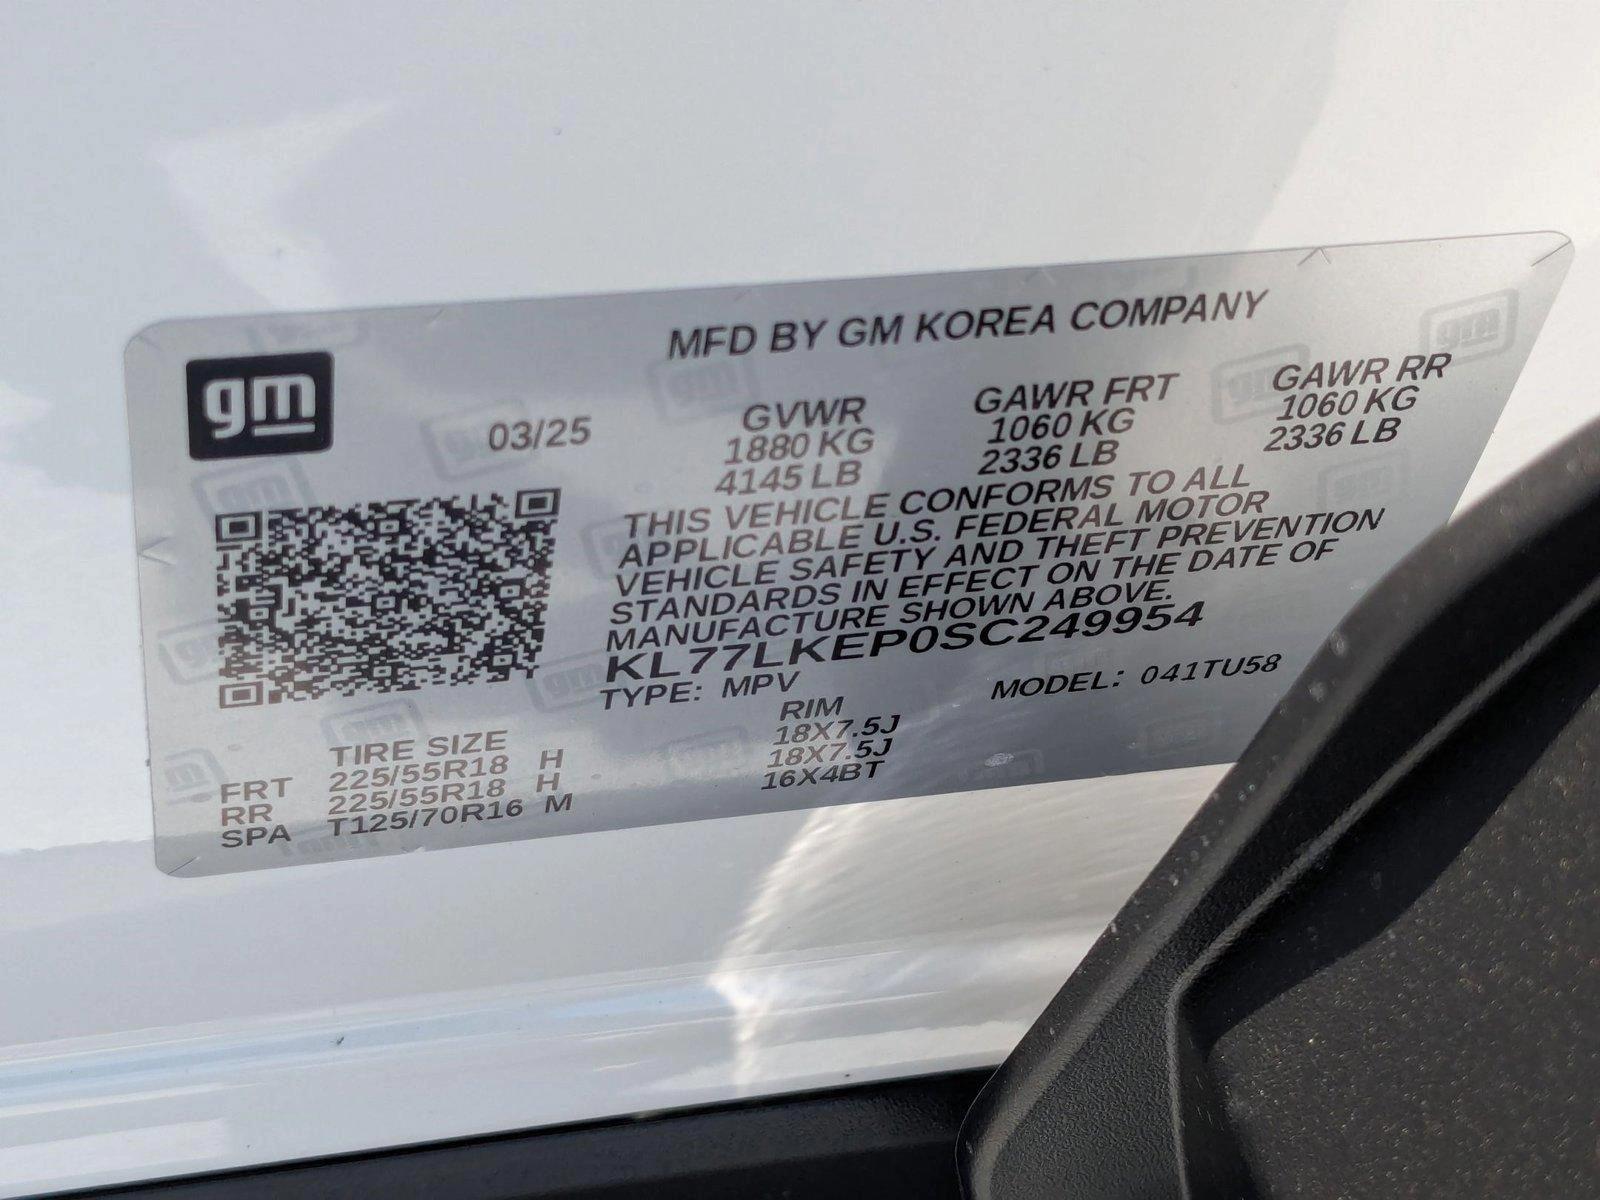 MFD BY GM KOREA COMPANY
gm
03/25
GVWR GAWR FRT GAWR RR
1880 KG 1060 KG 1060 KG
4145 LB 2336 LB 2336 LB
THIS VEHICLE CONFORMS TO ALL
APPLICABLE U.S. FEDERAL MOTOR
VEHICLE SAFETY AND THEFT PREVENTION
STANDARDS IN EFFECT ON THE DATE OF
MANUFACTURE SHOWN ABOVE.
KL77LKEP0SC249954
TYPE: MPV MODEL: 041TU58
TIRE SIZE RIM
FRT 225/55R18 H 18X7.5J
RR 225/55R18 H 18X7.5J
SPA T125/70R16 M 16X4BT